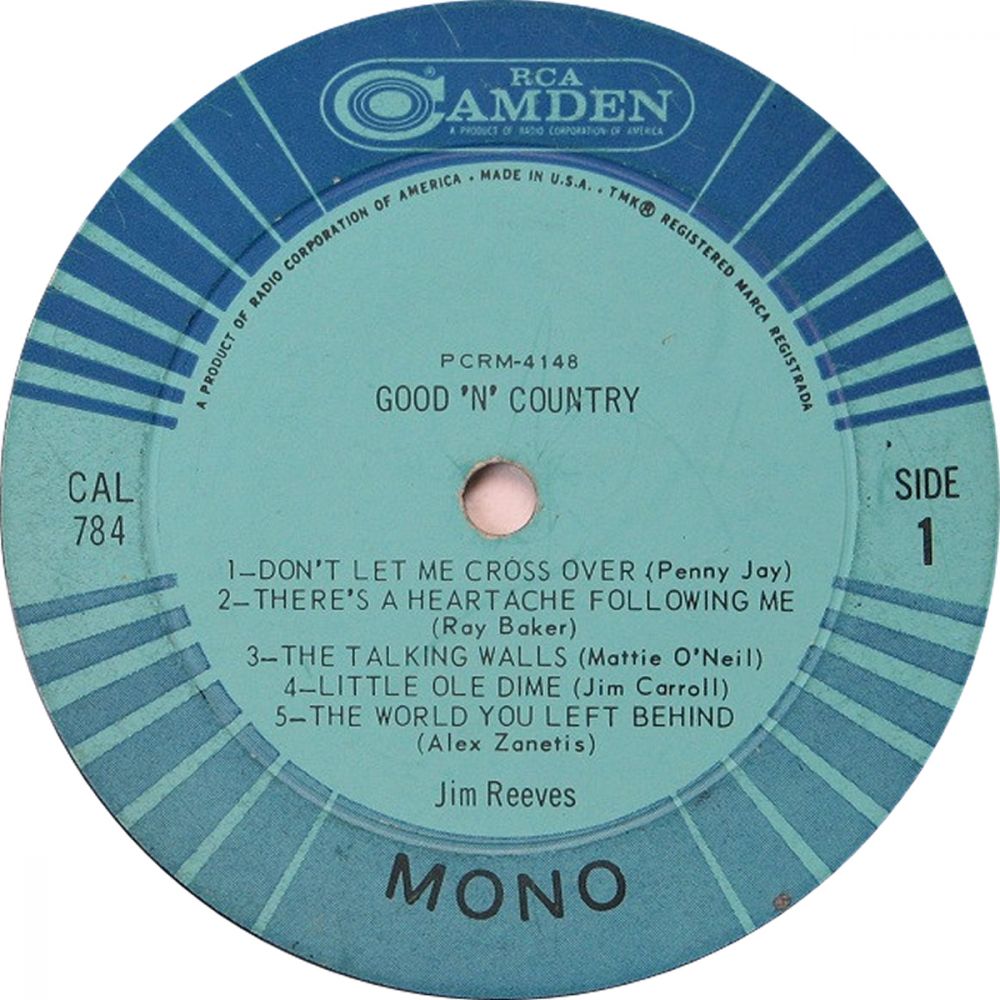 RCA
CAMDEN
A PRODUCT OF RADIO CORPORATION OF AMERICA
A PRODUCT OF RADIO CORPORATION OF AMERICA • MADE IN U.S.A. • TMK® REGISTERED MARCA REGISTRADA
PCRM-4148
GOOD 'N' COUNTRY
CAL
784
SIDE
1
1—DON'T LET ME CROSS OVER (Penny Jay)
2—THERE'S A HEARTACHE FOLLOWING ME
(Ray Baker)
3—THE TALKING WALLS (Mattie O'Neil)
4—LITTLE OLE DIME (Jim Carroll)
5—THE WORLD YOU LEFT BEHIND
(Alex Zanetis)
Jim Reeves
MONO